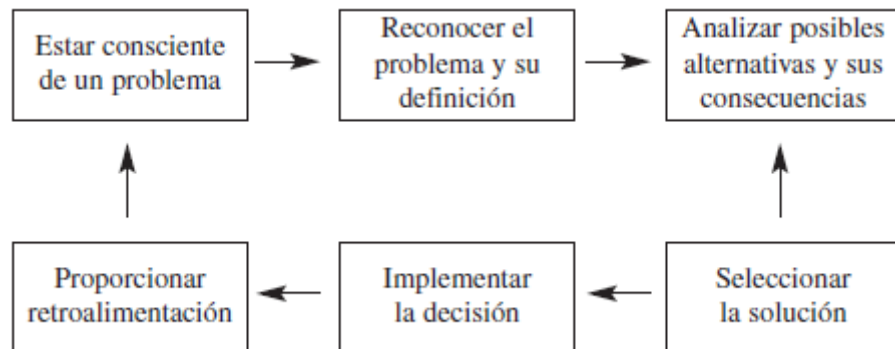 Estar consciente
de un problema
Reconocer el
problema y su
definición
Analizar posibles
alternativas y sus
consecuencias
Proporcionar
retroalimentación
Implementar
la decisión
Seleccionar
la solución